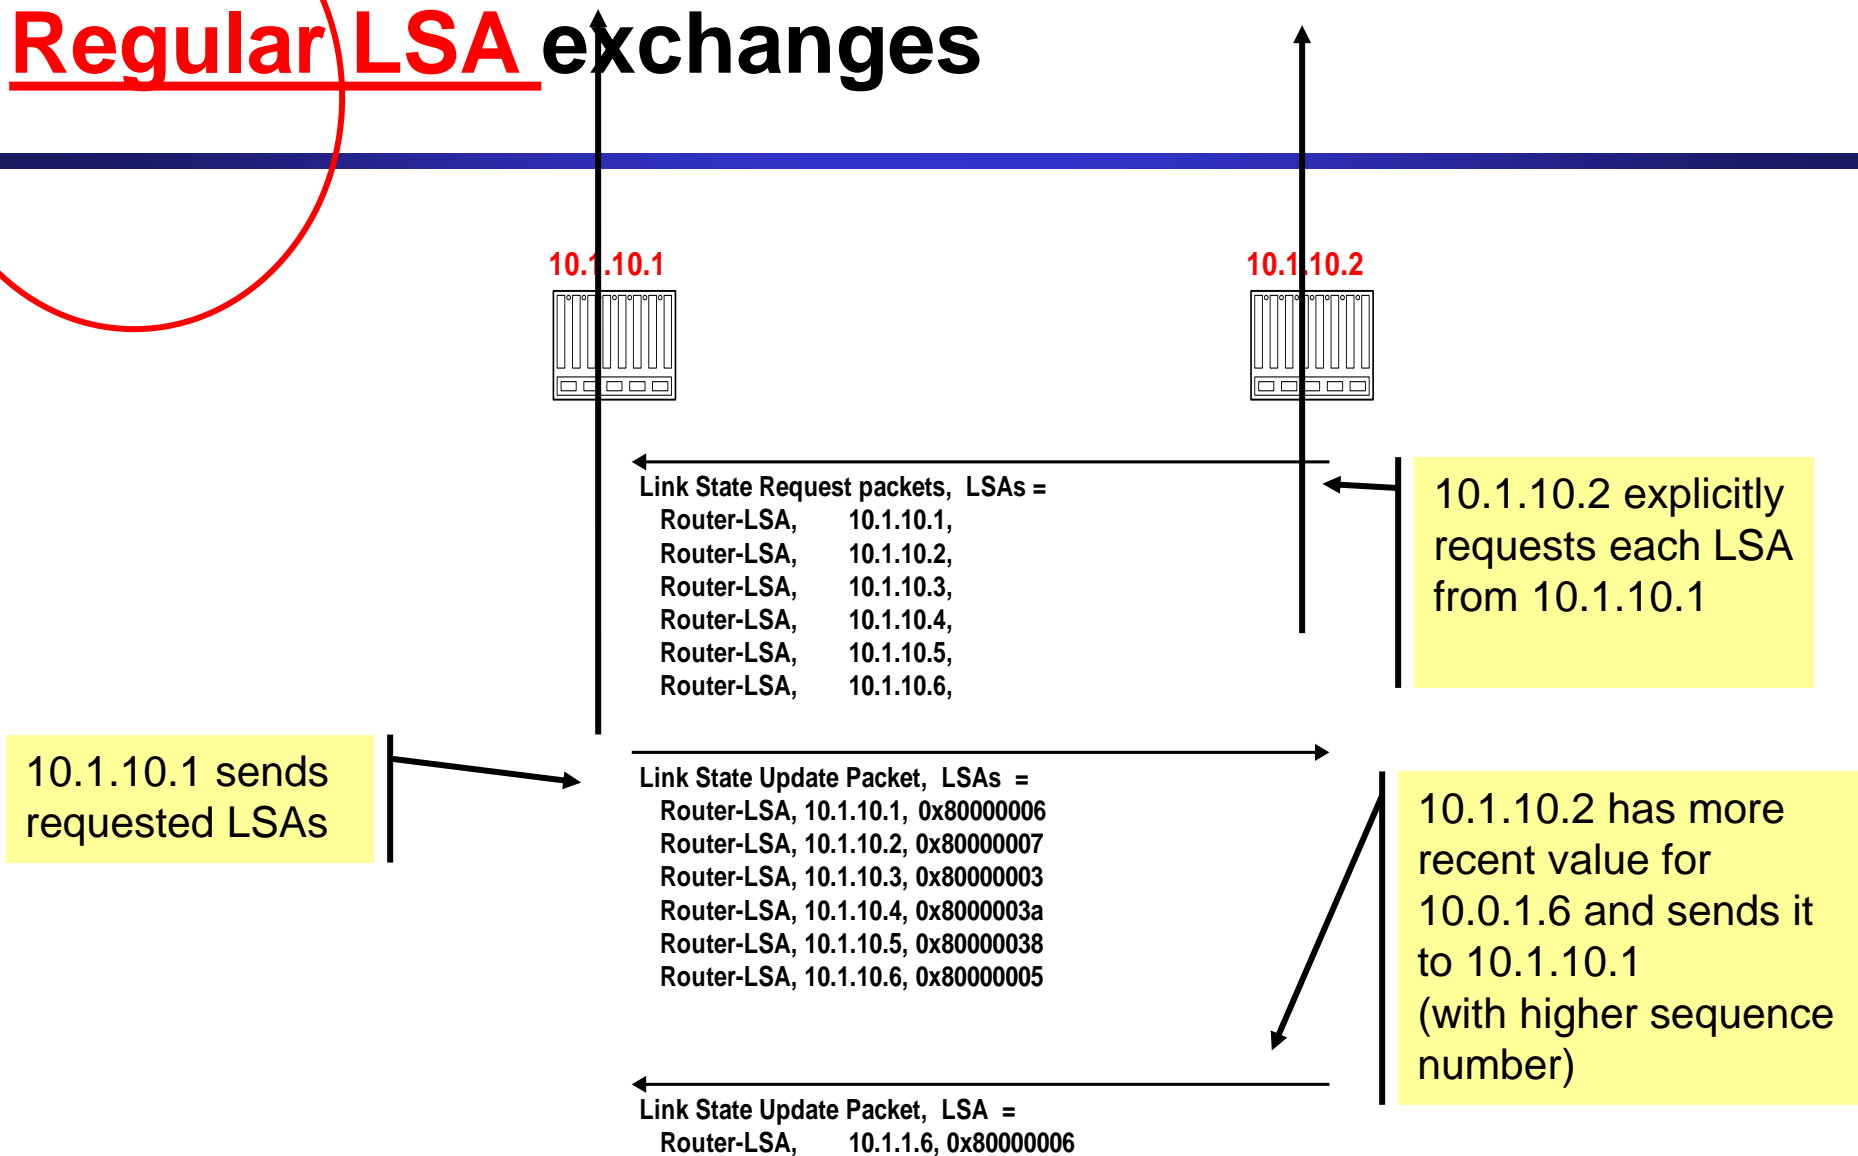 Regular LSA exchanges
10.1.10.1
10.1.10.2
Link State Request packets, LSAs =
Router-LSA, 10.1.10.1,
Router-LSA, 10.1.10.2,
Router-LSA, 10.1.10.3,
Router-LSA, 10.1.10.4,
Router-LSA, 10.1.10.5,
Router-LSA, 10.1.10.6,
10.1.10.2 explicitly
requests each LSA
from 10.1.10.1
10.1.10.1 sends
requested LSAs
Link State Update Packet, LSAs =
Router-LSA, 10.1.10.1, 0x80000006
Router-LSA, 10.1.10.2, 0x80000007
Router-LSA, 10.1.10.3, 0x80000003
Router-LSA, 10.1.10.4, 0x8000003a
Router-LSA, 10.1.10.5, 0x80000038
Router-LSA, 10.1.10.6, 0x80000005
10.1.10.2 has more
recent value for
10.0.1.6 and sends it
to 10.1.10.1
(with higher sequence
number)
Link State Update Packet, LSA =
Router-LSA, 10.1.1.6, 0x80000006